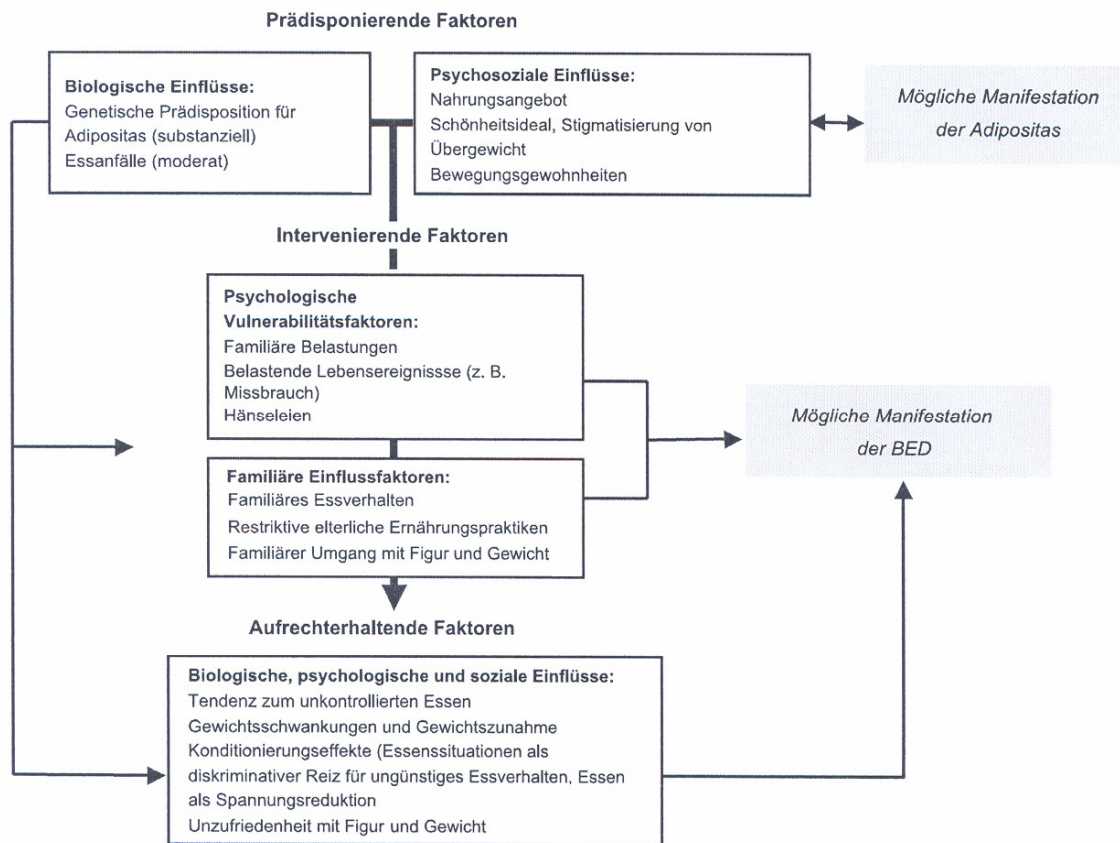 Prädisponierende Faktoren
Biologische Einflüsse:
Genetische Prädisposition für
Adipositas (substanziell)
Essanfälle (moderat)
Psychosoziale Einflüsse:
Nahrungsangebot
Schönheitsideal, Stigmatisierung von
Übergewicht
Bewegungsgewohnheiten
Mögliche Manifestation
der Adipositas
Intervenierende Faktoren
Psychologische
Vulnerabilitätsfaktoren:
Familiäre Belastungen
Belastende Lebensereignissse (z. B.
Missbrauch)
Hänseleien
Mögliche Manifestation
der BED
Familiäre Einflussfaktoren:
Familiäres Essverhalten
Restriktive elterliche Ernährungspraktiken
Familiärer Umgang mit Figur und Gewicht
Aufrechterhaltende Faktoren
Biologische, psychologische und soziale Einflüsse:
Tendenz zum unkontrollierten Essen
Gewichtsschwankungen und Gewichtszunahme
Konditionierungseffekte (Essenssituationen als
diskriminativer Reiz für ungünstiges Essverhalten, Essen
als Spannungsreduktion
Unzufriedenheit mit Figur und Gewicht